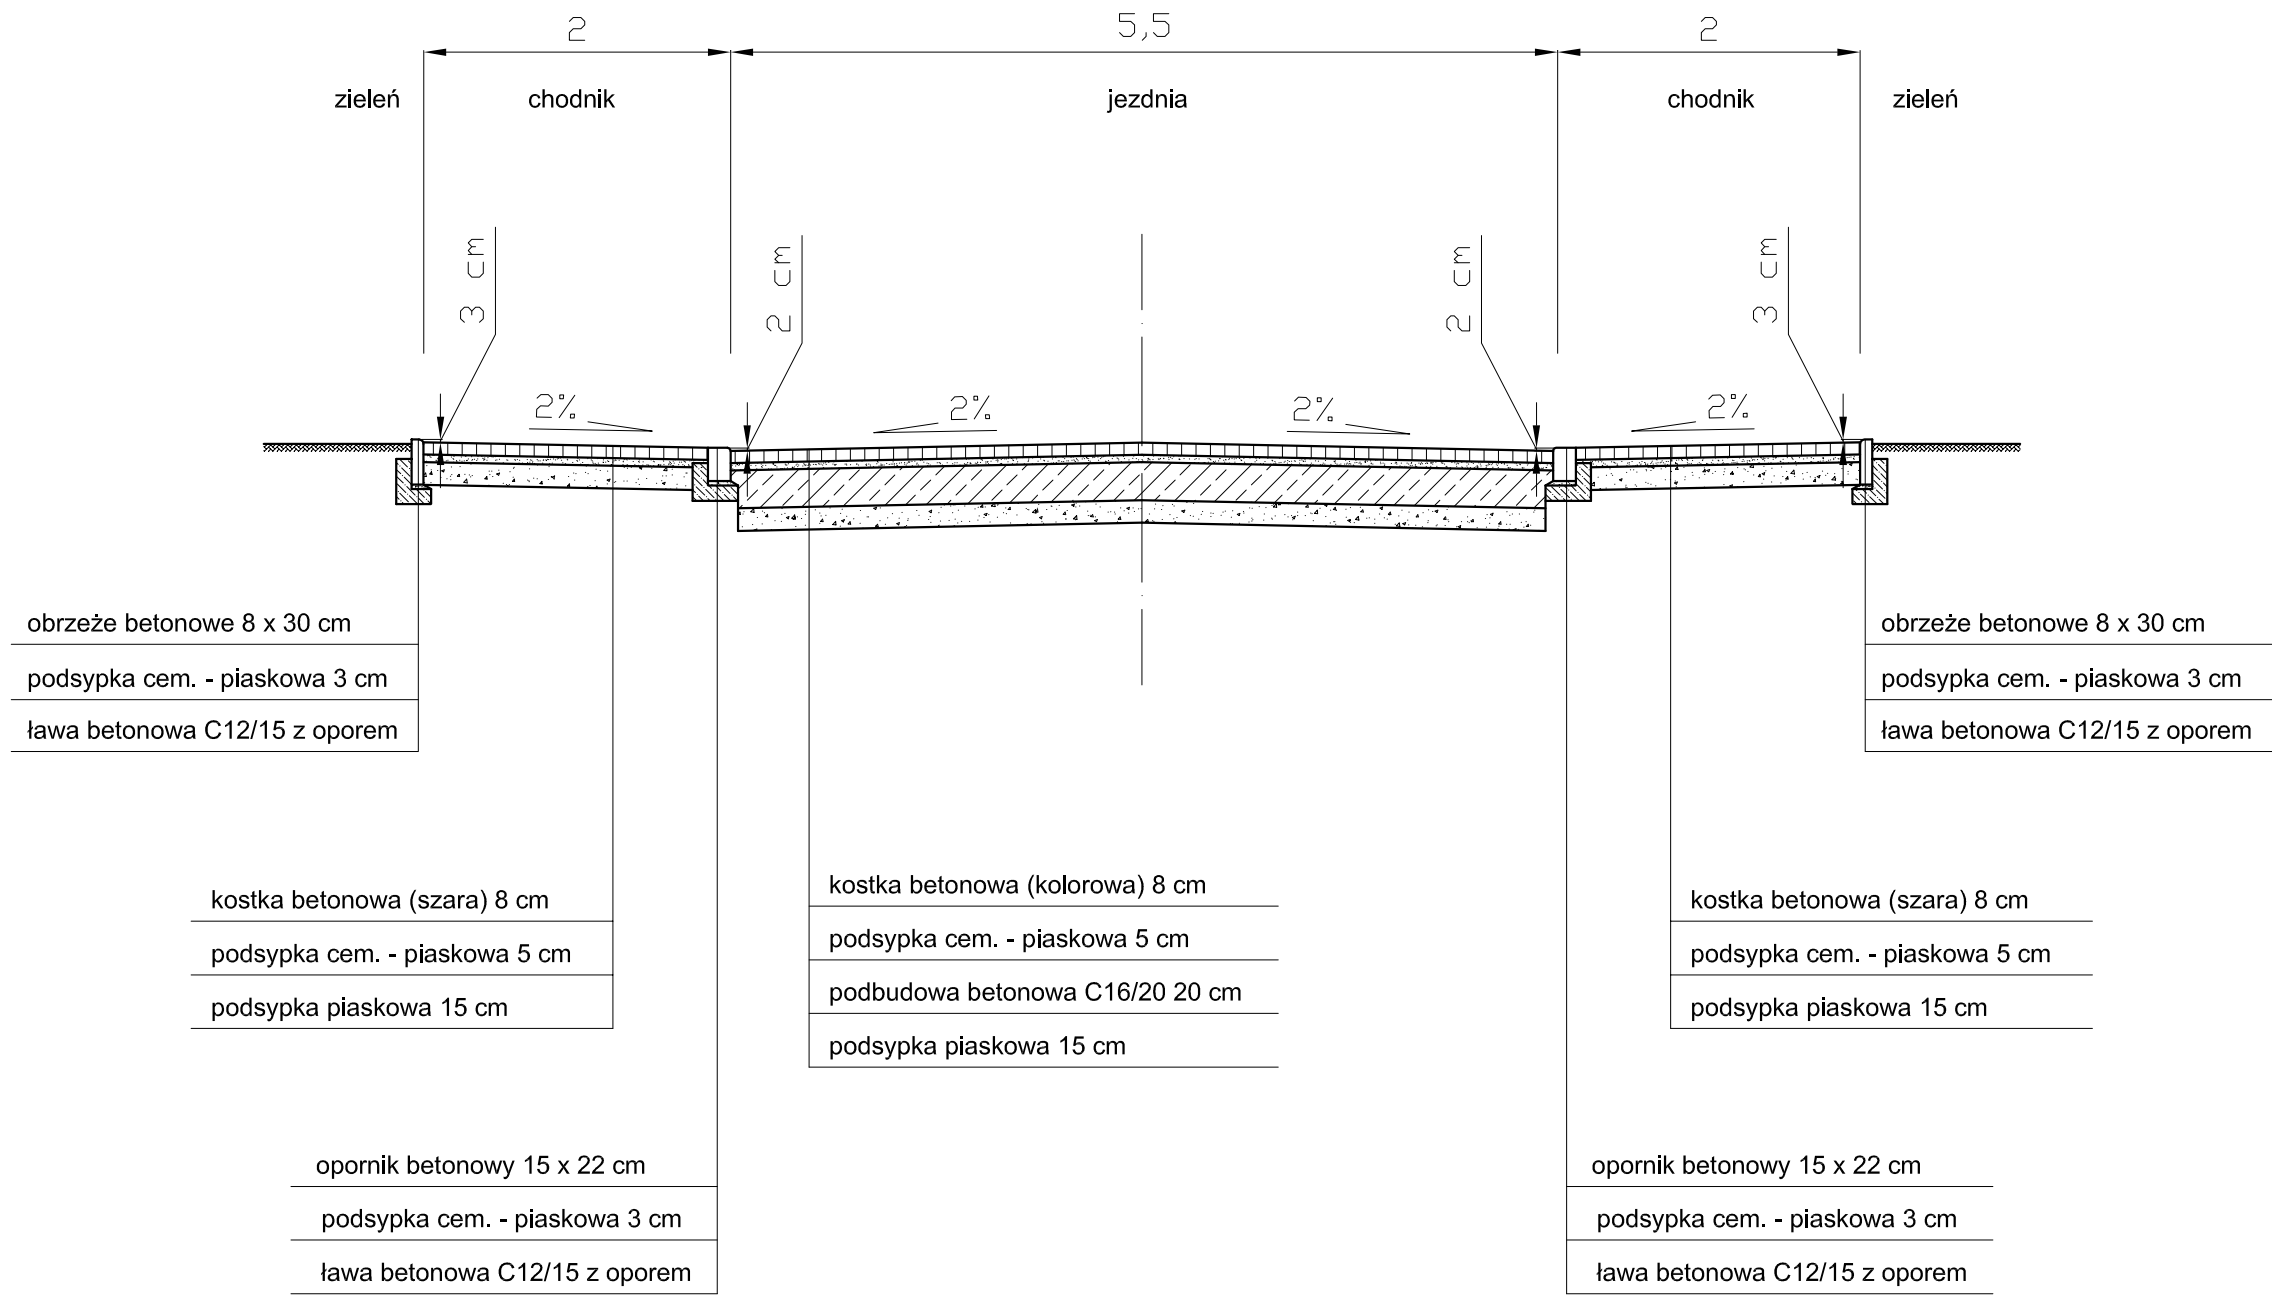 2
5,5
2
zieleń
chodnik
jezdnia
chodnik
zieleń
3 cm
2 cm
2 cm
3 cm
2%
2%
2%
2%
obrzeże betonowe 8 x 30 cm
podsypka cem. - piaskowa 3 cm
ława betonowa C12/15 z oporem
obrzeże betonowe 8 x 30 cm
podsypka cem. - piaskowa 3 cm
ława betonowa C12/15 z oporem
kostka betonowa (szara) 8 cm
podsypka cem. - piaskowa 5 cm
podsypka piaskowa 15 cm
kostka betonowa (kolorowa) 8 cm
podsypka cem. - piaskowa 5 cm
podbudowa betonowa C16/20 20 cm
podsypka piaskowa 15 cm
kostka betonowa (szara) 8 cm
podsypka cem. - piaskowa 5 cm
podsypka piaskowa 15 cm
opornik betonowy 15 x 22 cm
podsypka cem. - piaskowa 3 cm
ława betonowa C12/15 z oporem
opornik betonowy 15 x 22 cm
podsypka cem. - piaskowa 3 cm
ława betonowa C12/15 z oporem